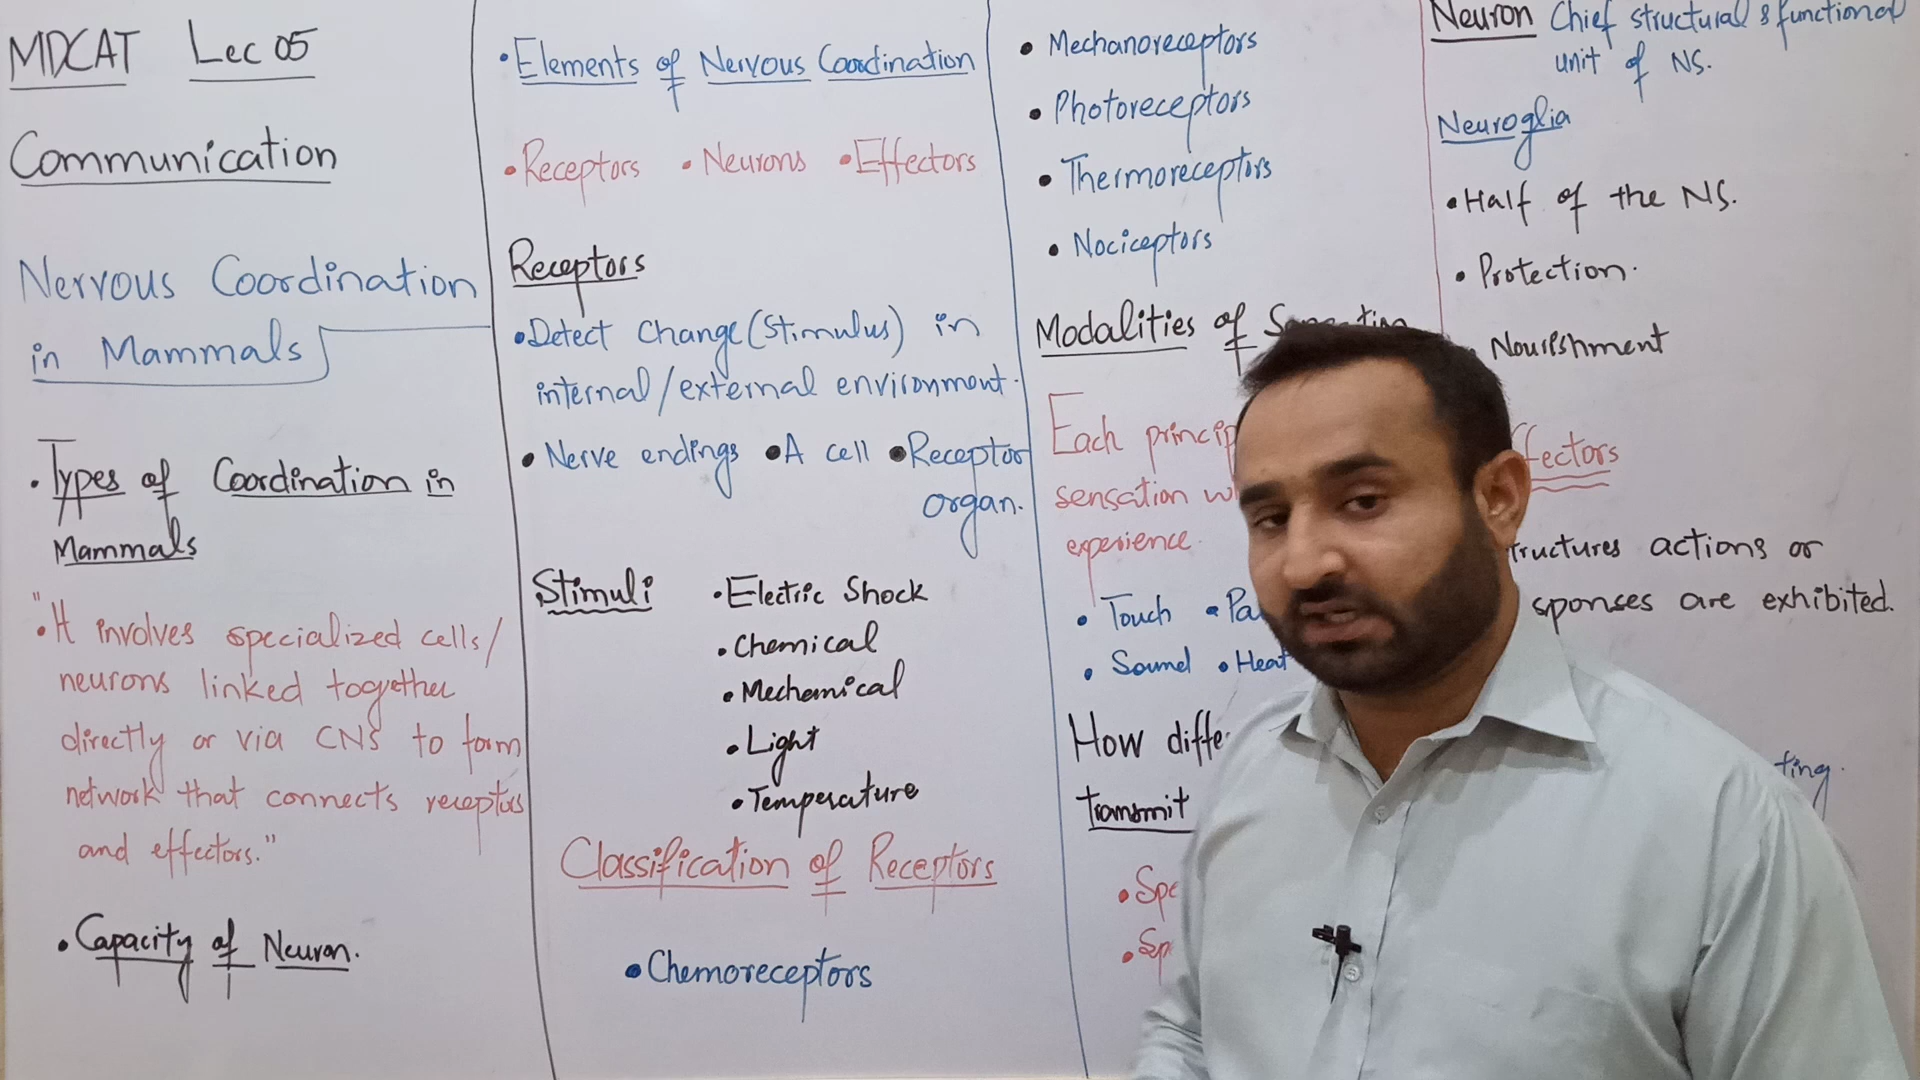 MDCAT Lec 05
Communication
Nervous Coordination
in Mammals
• Types of Coordination in
Mammals
"• It involves specialized cells/
neurons linked together
directly or via CNS to form
network that connects receptors
and effectors."
• Capacity of Neuron.
• Elements of Nervous Coordination
• Receptors • Neurons • Effectors
Receptors
• Detect Change (Stimulus) in
internal/external environment.
• Nerve endings • A cell • Receptor
organ.
Stimuli • Electric Shock
• Chemical
• Mechanical
• Light
• Temperature
Classification of Receptors
• Chemoreceptors
• Mechanoreceptors
• Photoreceptors
• Thermoreceptors
• Nociceptors
Modalities of
Each
sensation
experience.
• Touch
• Sound • Heat
How
transmit
Neuron Chief structural & functional
unit of NS.
Neuroglia
• Half of the NS.
• Protection.
Nourishment
actions or
are exhibited.